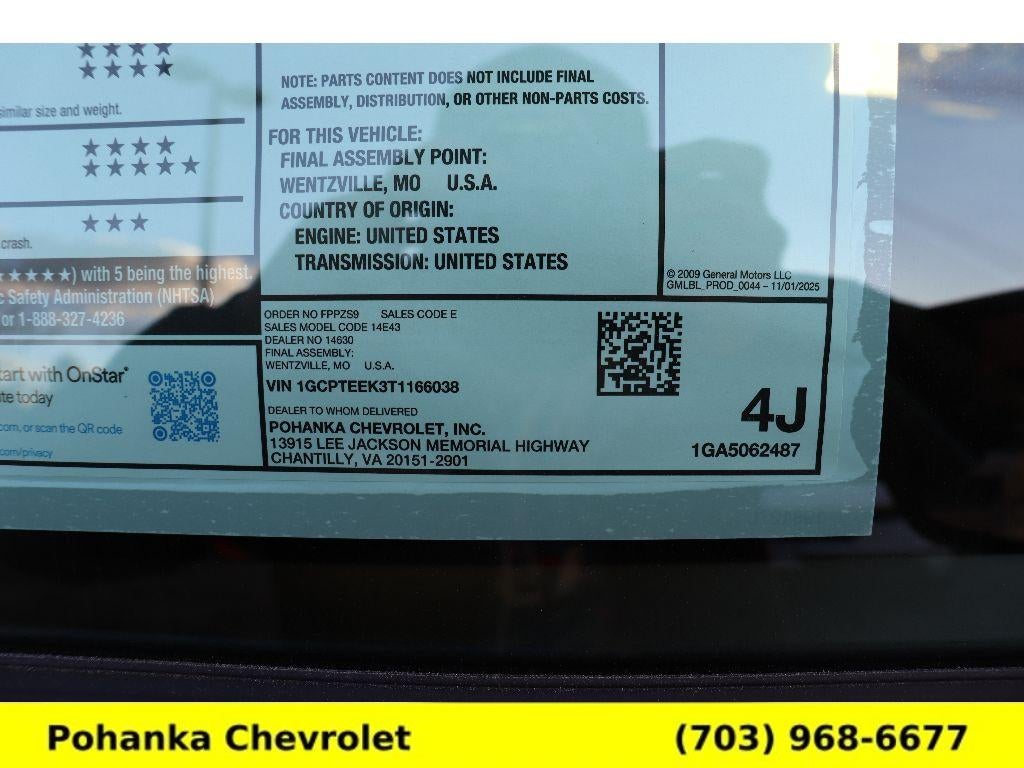 NOTE: PARTS CONTENT DOES NOT INCLUDE FINAL
ASSEMBLY, DISTRIBUTION, OR OTHER NON-PARTS COSTS.
FOR THIS VEHICLE:
FINAL ASSEMBLY POINT:
WENTZVILLE, MO U.S.A.
COUNTRY OF ORIGIN:
ENGINE: UNITED STATES
TRANSMISSION: UNITED STATES
similar size and weight.
crash.
★★★★★) with 5 being the highest.
Safety Administration (NHTSA)
or 1-888-327-4236
© 2009 General Motors LLC
GMLBL_PROD_0044 – 11/01/2025
with OnStar®
today
or scan the QR code
.com/privacy
ORDER NO FPPZS9 SALES CODE E
SALES MODEL CODE 14E43
DEALER NO 14630
FINAL ASSEMBLY:
WENTZVILLE, MO U.S.A.
VIN 1GCPTEEK3T1166038
DEALER TO WHOM DELIVERED
POHANKA CHEVROLET, INC.
13915 LEE JACKSON MEMORIAL HIGHWAY
CHANTILLY, VA 20151-2901
4J
1GA5062487
Pohanka Chevrolet (703) 968-6677